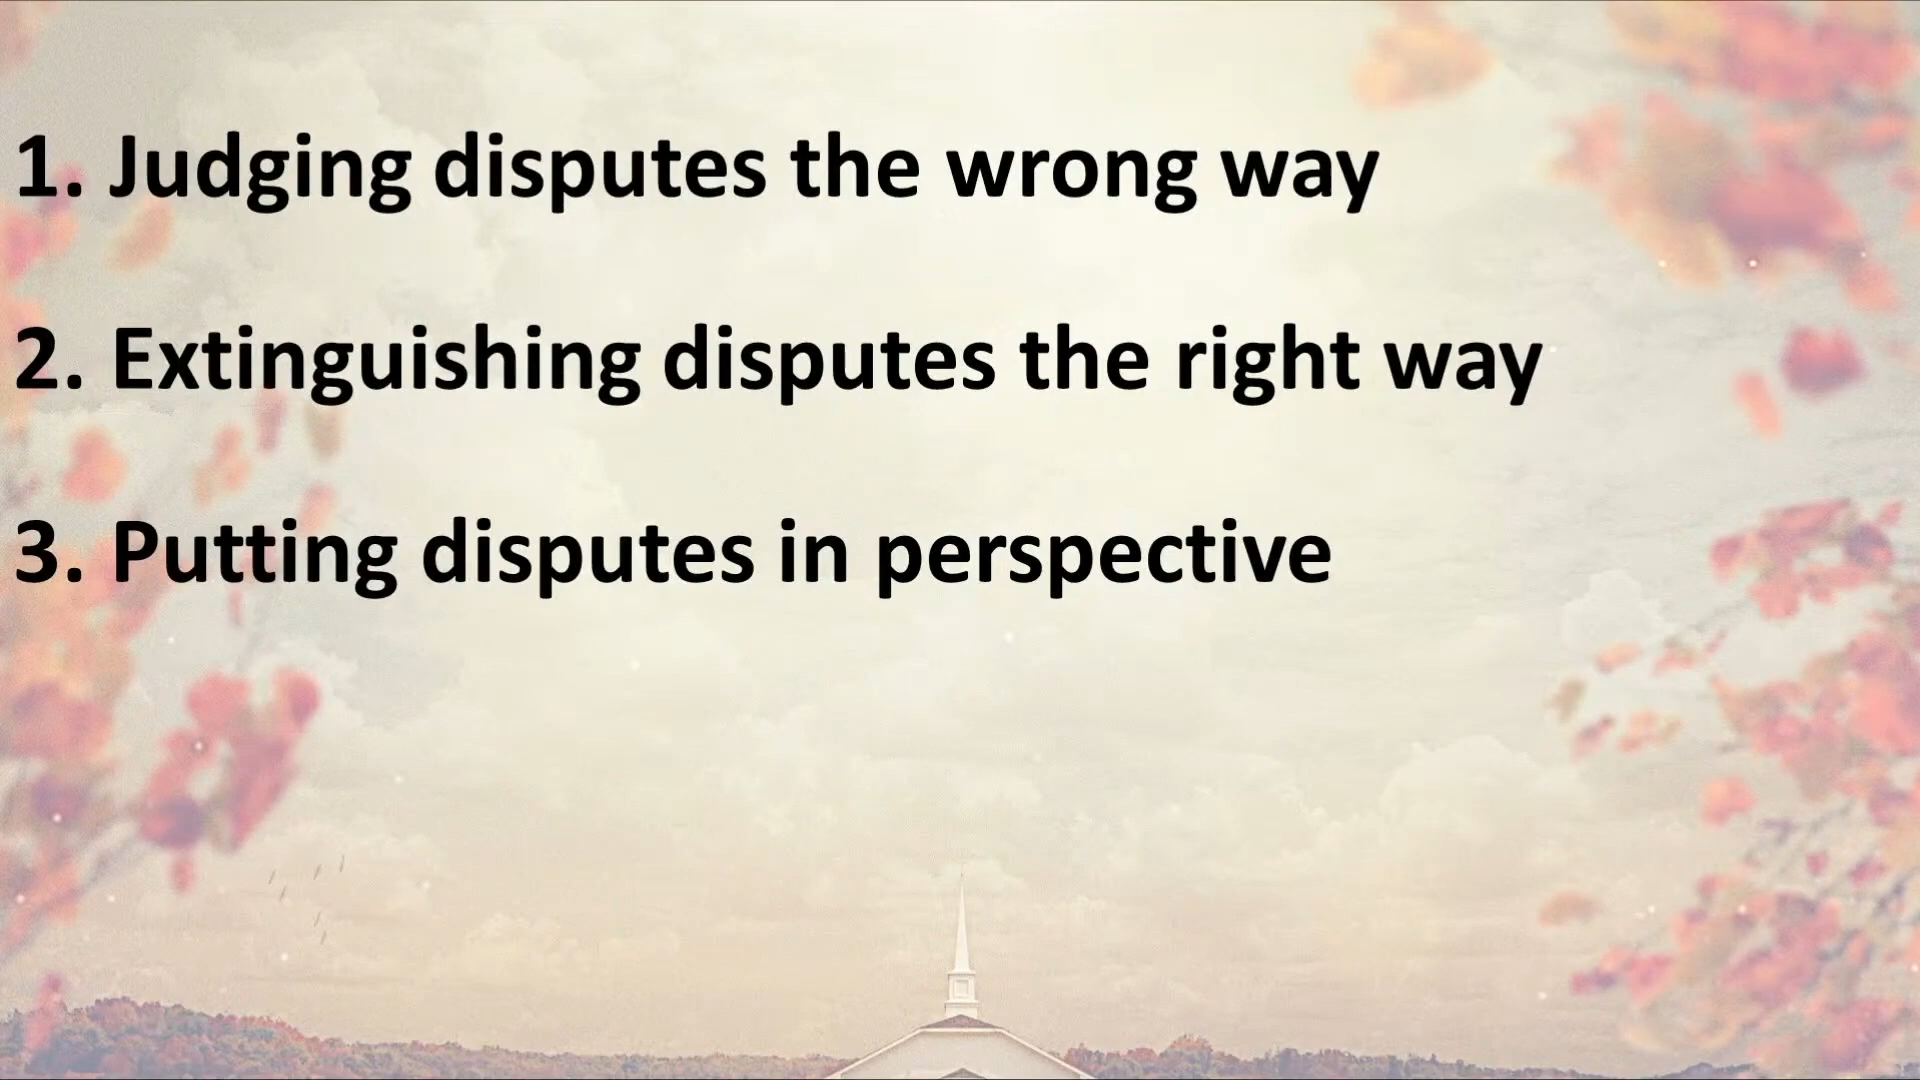 1. Judging disputes the wrong way
2. Extinguishing disputes the right way
3. Putting disputes in perspective